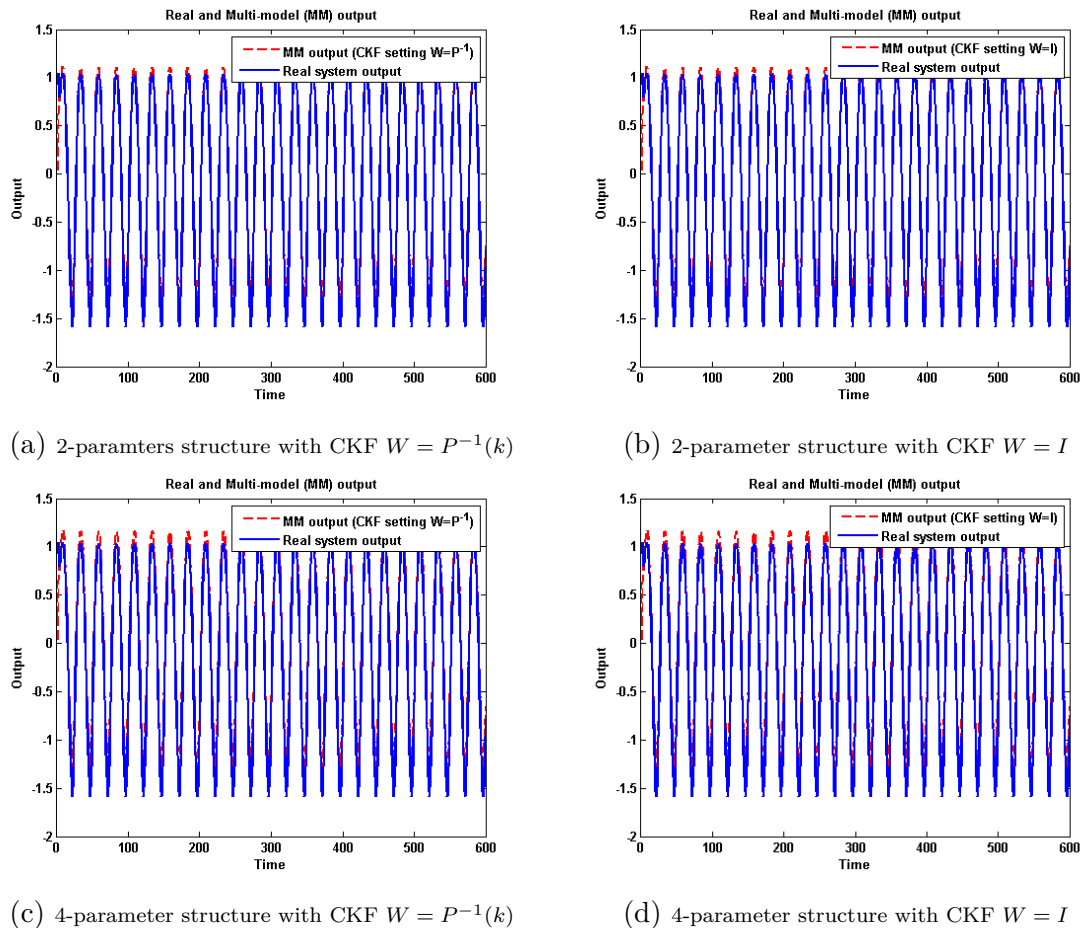 Real and Multi-model (MM) output
1.5
1
0.5
0
-0.5
-1
-1.5
-2
Output
MM output (CKF setting W=P⁻¹)
Real system output
0 100 200 300 400 500 600
Time
(a) 2-paramters structure with CKF W = P⁻¹(k)
Real and Multi-model (MM) output
1.5
1
0.5
0
-0.5
-1
-1.5
-2
Output
MM output (CKF setting W=I)
Real system output
0 100 200 300 400 500 600
Time
(b) 2-parameter structure with CKF W = I
Real and Multi-model (MM) output
1.5
1
0.5
0
-0.5
-1
-1.5
-2
Output
MM output (CKF setting W=P⁻¹)
Real system output
0 100 200 300 400 500 600
Time
(c) 4-parameter structure with CKF W = P⁻¹(k)
Real and Multi-model (MM) output
1.5
1
0.5
0
-0.5
-1
-1.5
-2
Output
MM output (CKF setting W=I)
Real system output
0 100 200 300 400 500 600
Time
(d) 4-parameter structure with CKF W = I